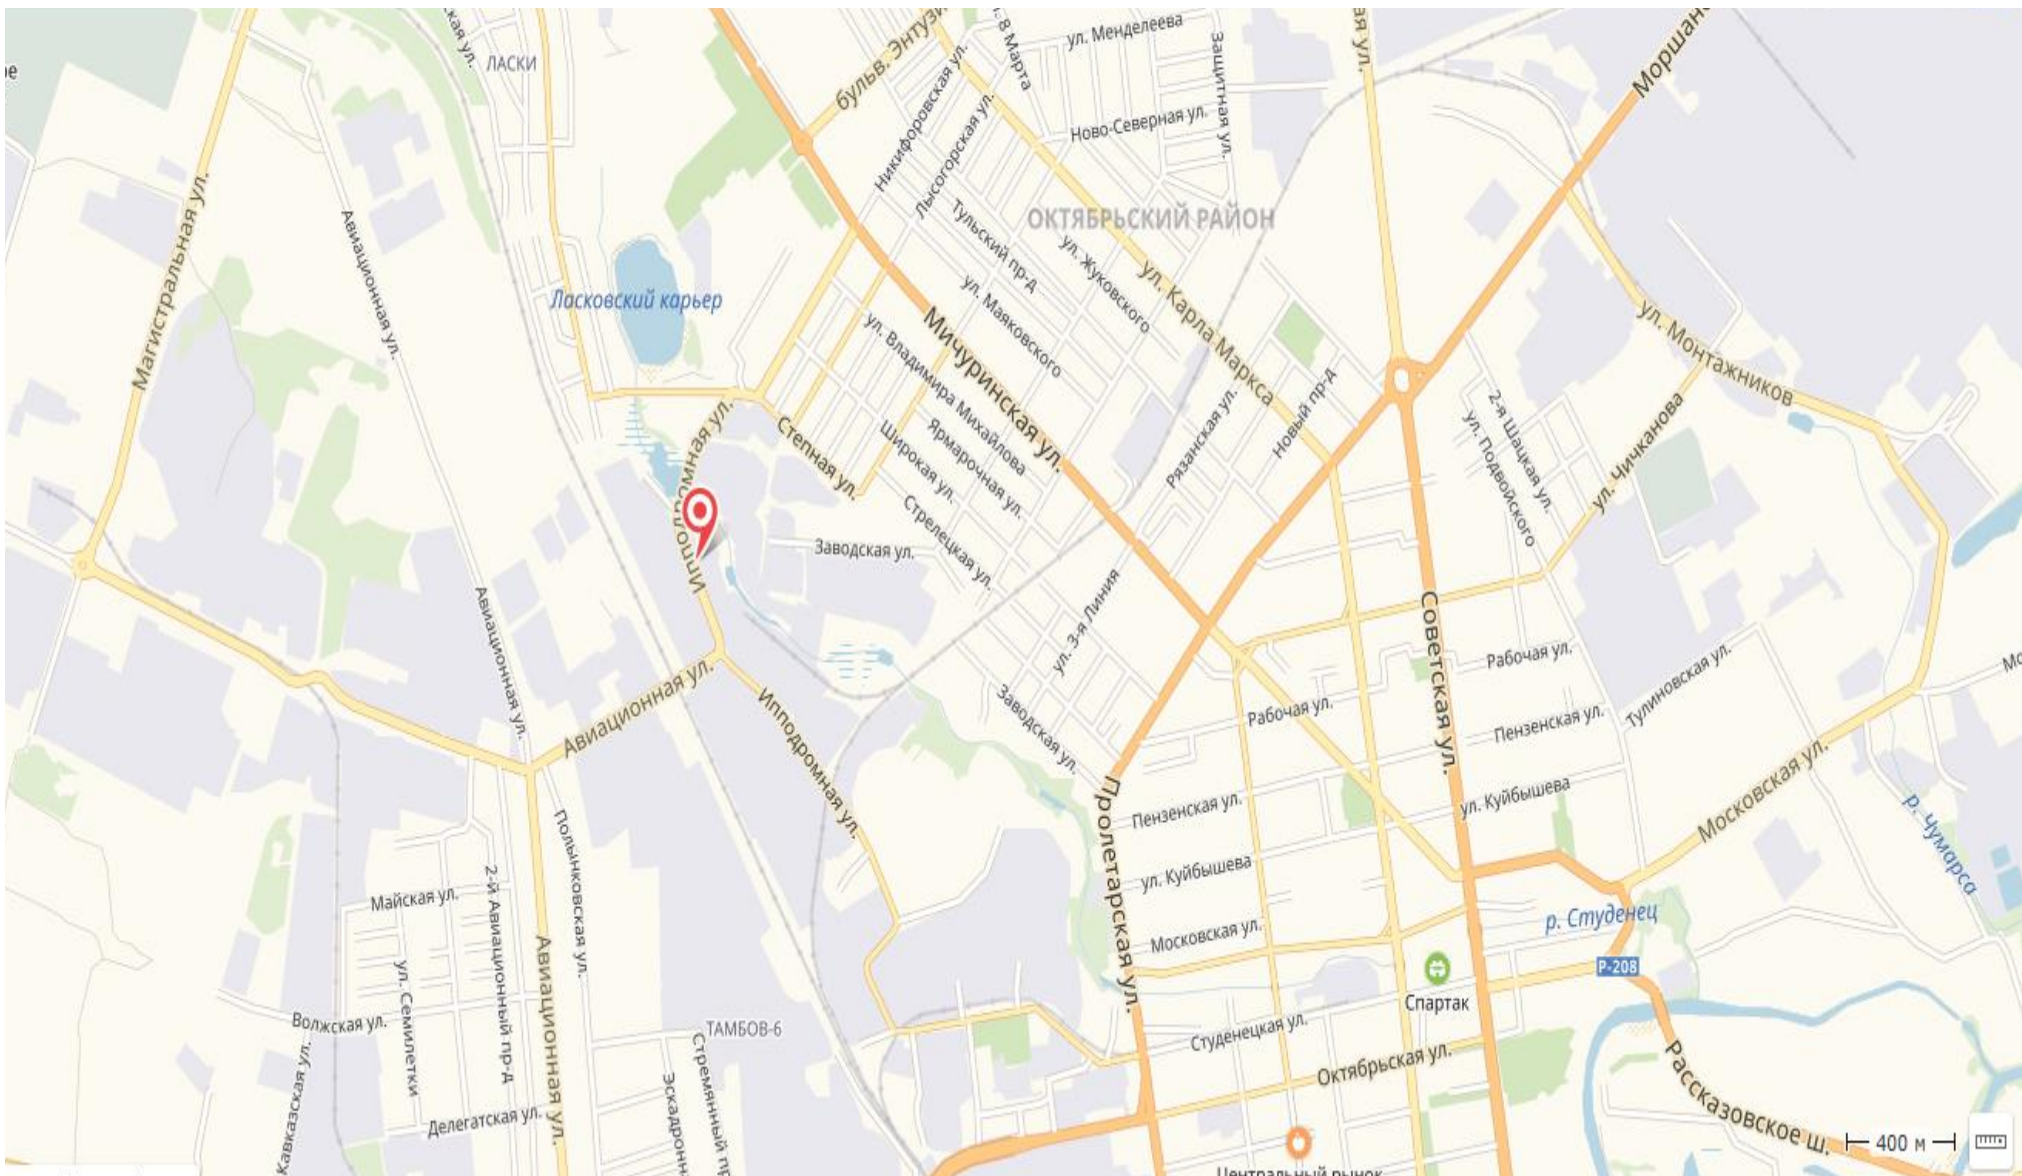 ЛАСКИ
бульв. Энтузи
8 Марта
ул. Менделеева
Защитная ул.
Моршан
Никифоровская ул.
Лысогорская ул.
Ново-Северная ул.
Магистральная ул.
Авиационная ул.
ОКТЯБРЬСКИЙ РАЙОН
Тульский пр-д
ул. Жуковского
ул. Маяковского
ул. Карла Маркса
Ласковский карьер
ул. Владимира Михайлова
Мичуринская ул.
ул. Монтажников
Новый пр-д
Рязанская ул.
2-я Шацкая ул.
ул. Подвойского
ул. Чичканова
Степная ул.
Широкая ул.
Ярмарочная ул.
Стрелецкая ул.
Заводская ул.
ул. 3-я Линия
Авиационная ул.
Советская ул.
Рабочая ул.
Тулиновская ул.
Авиационная ул.
Ипподромная ул.
Заводская ул.
Рабочая ул.
Пензенская ул.
Московская ул.
Пролетарская ул.
Пензенская ул.
ул. Куйбышева
р. Чумарса
Полынковская ул.
ул. Куйбышева
Майская ул.
2-й Авиационный пр-д
Авиационная ул.
Московская ул.
р. Студенец
Р-208
ул. Семилетки
Спартак
Волжская ул.
ТАМБОВ-6
Студенецкая ул.
Октябрьская ул.
Кавказская ул.
Стремянный пр
Эскадронн
Делегатская ул.
Рассказовское ш.
400 м
Центральный рынок